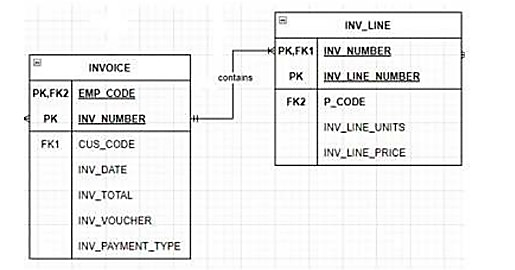 INV_LINE
PK,FK1 INV_NUMBER
PK INV_LINE_NUMBER
FK2 P_CODE
INV_LINE_UNITS
INV_LINE_PRICE
contains
INVOICE
PK,FK2 EMP_CODE
PK INV_NUMBER
FK1 CUS_CODE
INV_DATE
INV_TOTAL
INV_VOUCHER
INV_PAYMENT_TYPE